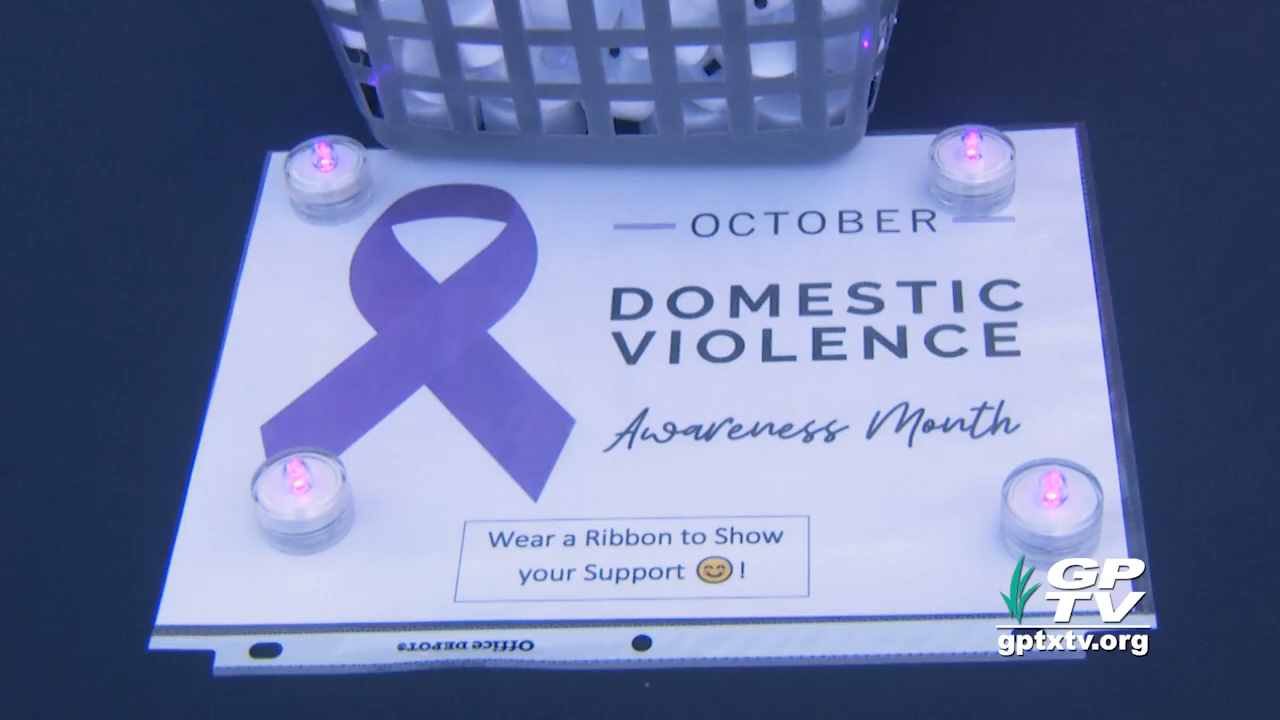 OCTOBER
DOMESTIC
VIOLENCE
Awareness Month
Wear a Ribbon to Show
your Support 😊!
Office DEPOT®
GP
TV
gptxtv.org